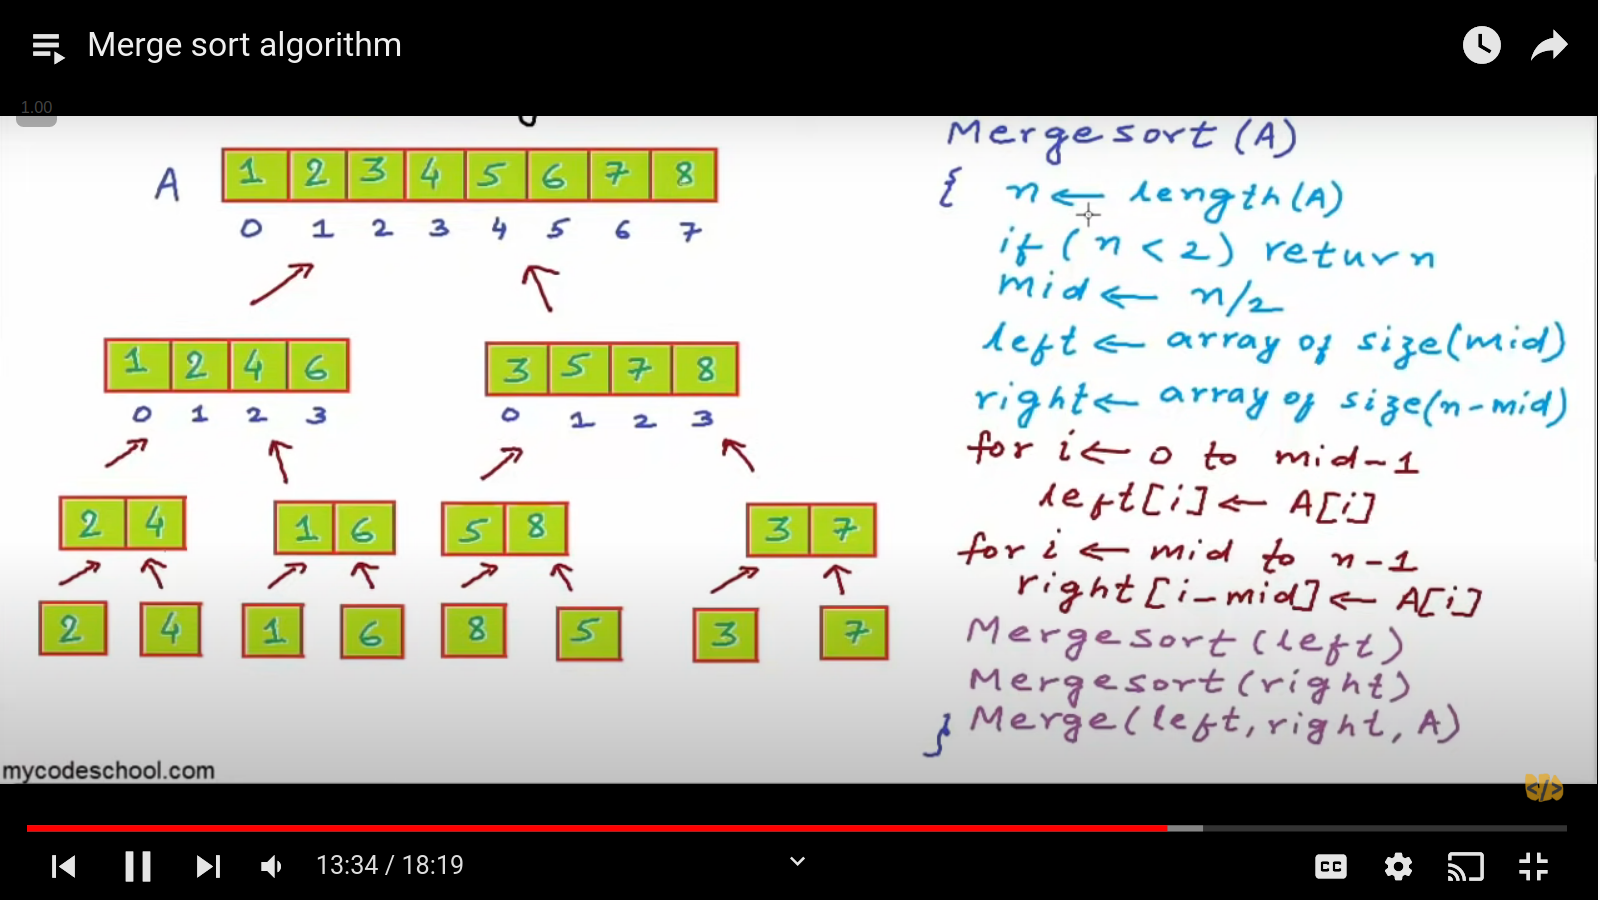 Merge sort algorithm
1.00
A 1 2 3 4 5 6 7 8
0 1 2 3 4 5 6 7
1 2 4 6 3 5 7 8
0 1 2 3 0 1 2 3
2 4 1 6 5 8 3 7
2 4 1 6 8 5 3 7
Mergesort (A)
{ n ← length(A)
if ( n < 2 ) return
mid ← n/2
left ← array of size(mid)
right ← array of size(n-mid)
for i ← 0 to mid-1
left[i] ← A[i]
for i ← mid to n-1
right[i-mid] ← A[i]
Mergesort(left)
Mergesort(right)
} Merge(left, right, A)
mycodeschool.com
</>
13:34 / 18:19
CC